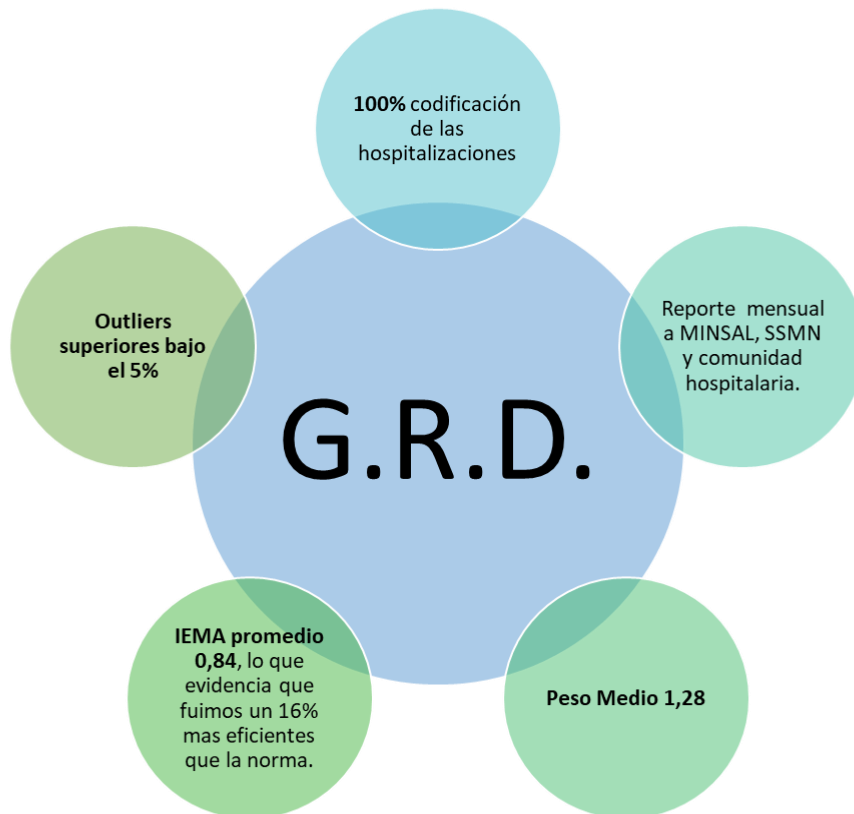 100% codificación
de las
hospitalizaciones
Reporte mensual
a MINSAL, SSMN
y comunidad
hospitalaria.
Outliers
superiores bajo
el 5%
G.R.D.
IEMA promedio
0,84, lo que
evidencia que
fuimos un 16%
mas eficientes
que la norma.
Peso Medio 1,28